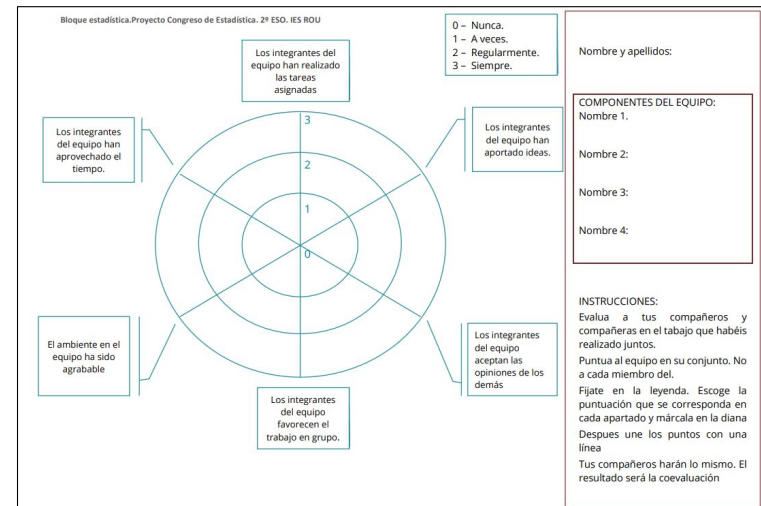 Bloque estadística.Proyecto Congreso de Estadística. 2º ESO. IES ROU
Los integrantes del
equipo han realizado
las tareas
asignadas
0 – Nunca.
1 – A veces.
2 – Regularmente.
3 – Siempre.
Los integrantes
del equipo han
aprovechado el
tiempo.
Los integrantes
del equipo han
aportado ideas.
3
2
1
0
El ambiente en el
equipo ha sido
agrabable
Los integrantes
del equipo
aceptan las
opiniones de los
demás
Los integrantes
del equipo
favorecen el
trabajo en grupo.
Nombre y apellidos:
COMPONENTES DEL EQUIPO:
Nombre 1.
Nombre 2:
Nombre 3:
Nombre 4:
INSTRUCCIONES:
Evalua a tus compañeros y
compañeras en el tabajo que habéis
realizado juntos.
Puntua al equipo en su conjunto. No
a cada miembro del.
Fijate en la leyenda. Escoge la
puntuación que se corresponda en
cada apartado y márcala en la diana
Despues une los puntos con una
línea
Tus compañeros harán lo mismo. El
resultado será la coevaluación